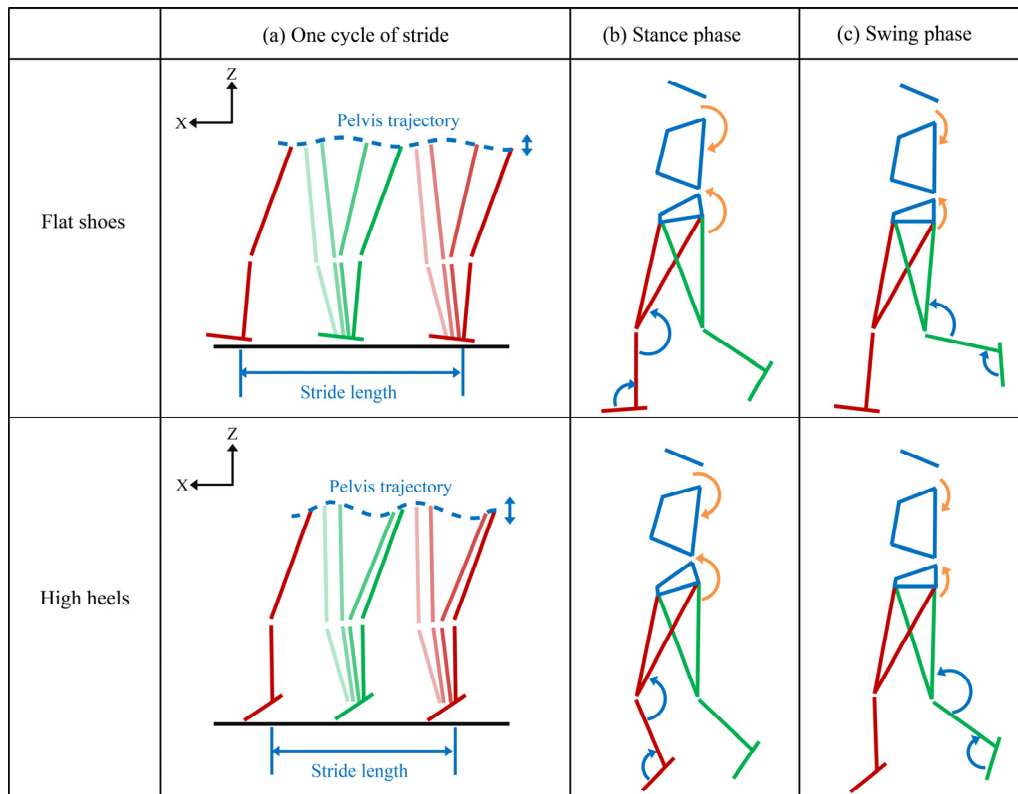 (a) One cycle of stride
(b) Stance phase
(c) Swing phase
Flat shoes
Z
X
Pelvis trajectory
Stride length
High heels
Z
X
Pelvis trajectory
Stride length